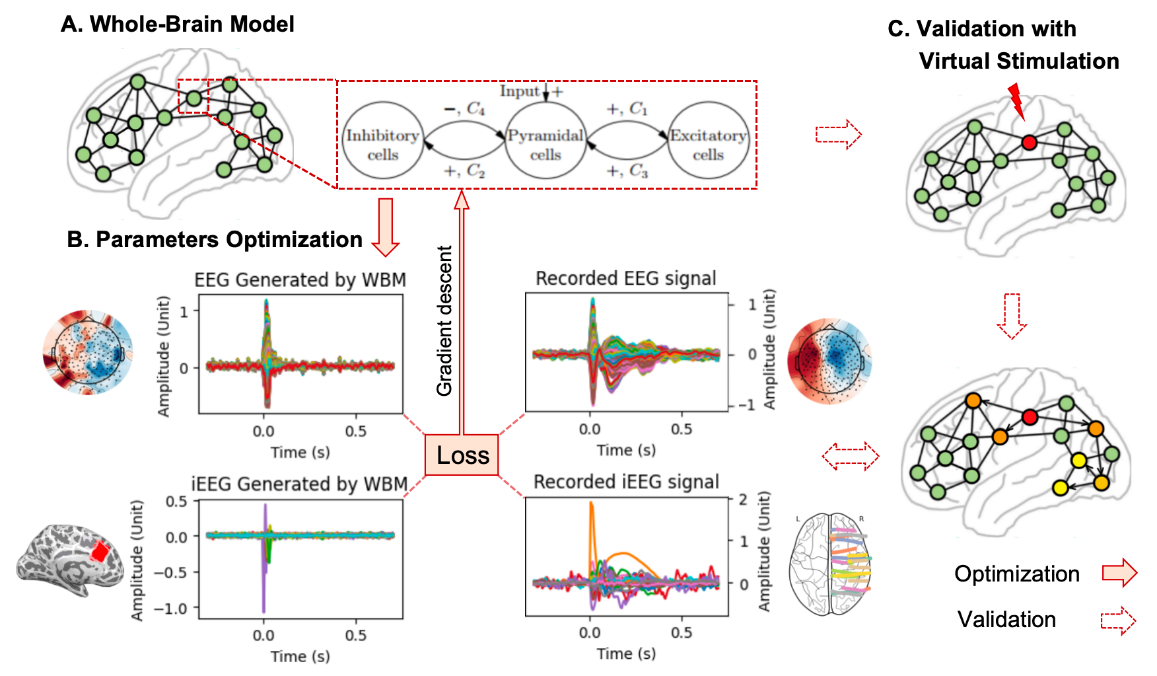 A. Whole-Brain Model
C. Validation with
Virtual Stimulation
Input +
−, C4
+, C1
Inhibitory
cells
Pyramidal
cells
Excitatory
cells
+, C2
+, C3
B. Parameters Optimization
Gradient descent
EEG Generated by WBM
Amplitude (Unit)
1
0
0.0
0.5
Time (s)
Recorded EEG signal
Amplitude (Unit)
1
0
−1
0.0
0.5
Time (s)
Loss
iEEG Generated by WBM
Amplitude (Unit)
0.5
0.0
−0.5
−1.0
0.0
0.5
Time (s)
Recorded iEEG signal
Amplitude (Unit)
2
1
0
0.0
0.5
Time (s)
L
R
Optimization
Validation